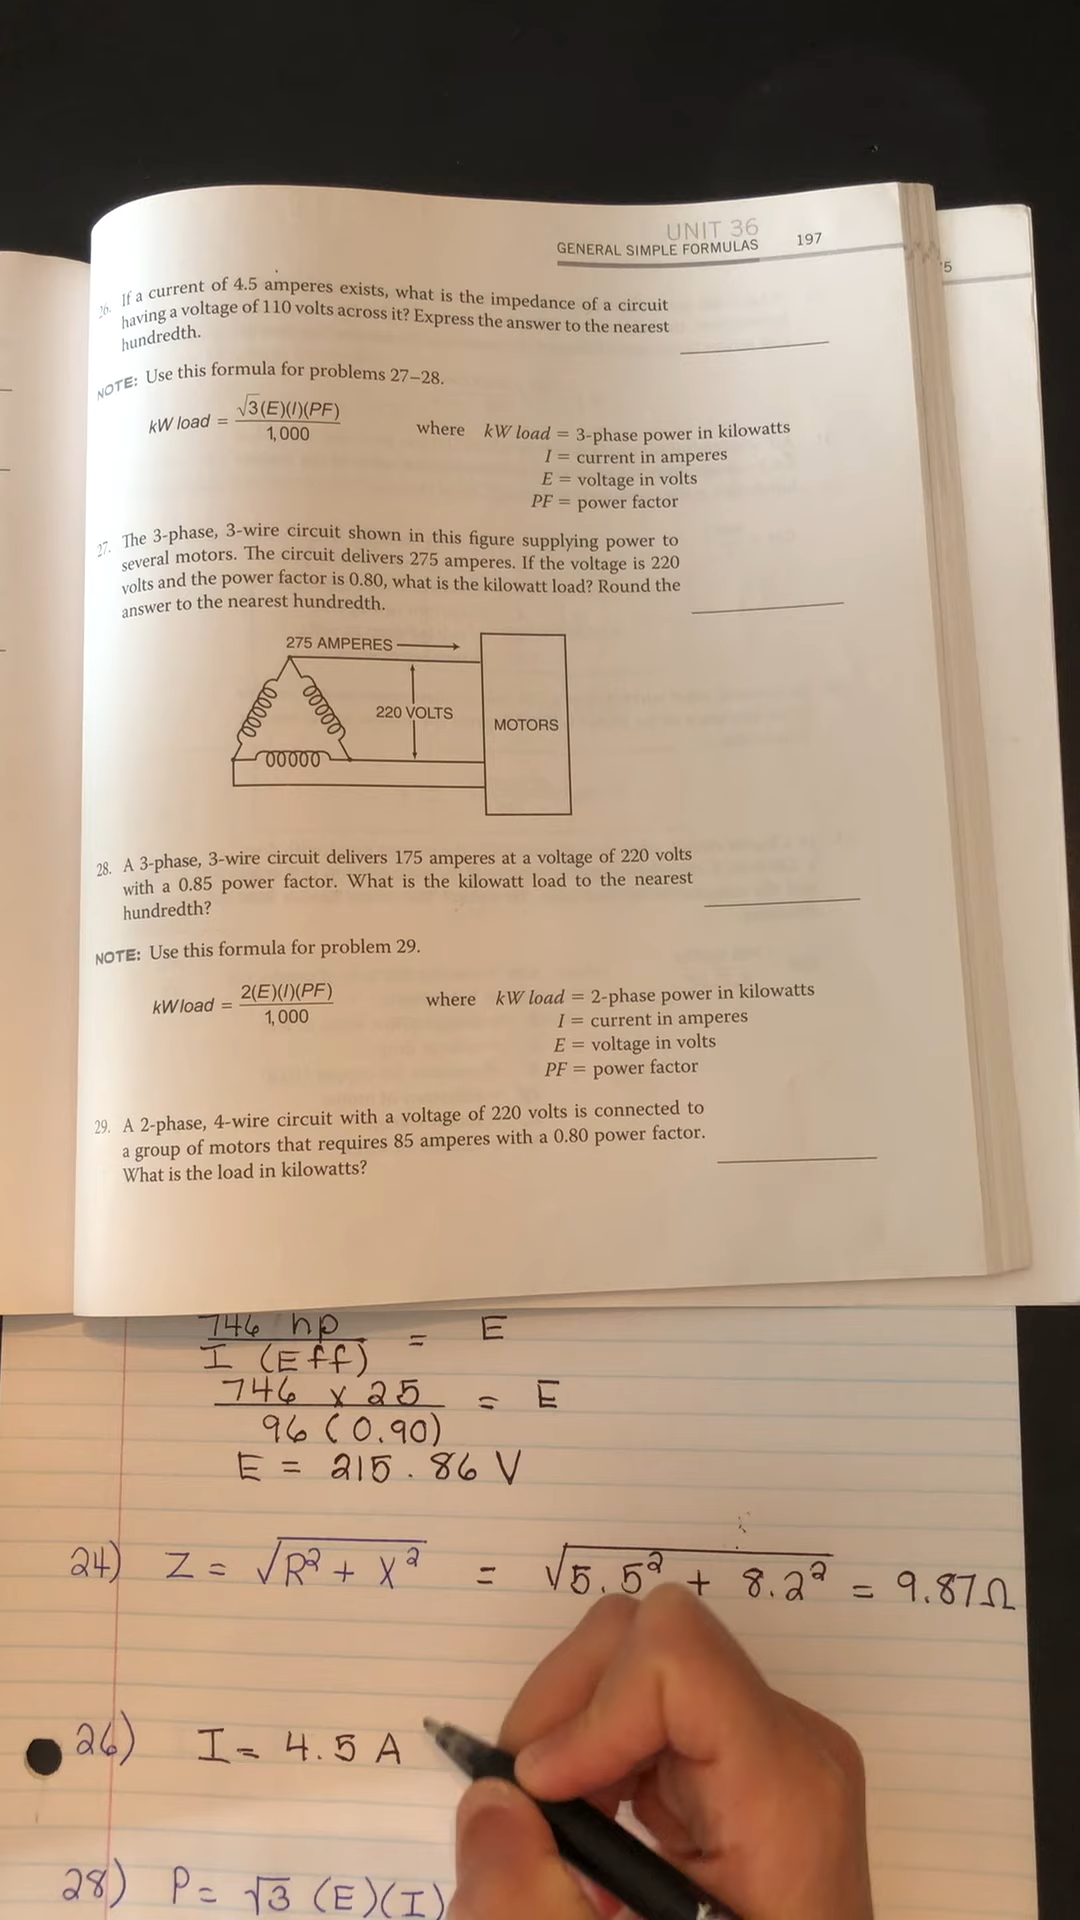 UNIT 36
GENERAL SIMPLE FORMULAS 197
5
26. If a current of 4.5 amperes exists, what is the impedance of a circuit
having a voltage of 110 volts across it? Express the answer to the nearest
hundredth.
NOTE: Use this formula for problems 27–28.
kW load = √3(E)(I)(PF) / 1,000
where kW load = 3-phase power in kilowatts
I = current in amperes
E = voltage in volts
PF = power factor
27. The 3-phase, 3-wire circuit shown in this figure supplying power to
several motors. The circuit delivers 275 amperes. If the voltage is 220
volts and the power factor is 0.80, what is the kilowatt load? Round the
answer to the nearest hundredth.
275 AMPERES
220 VOLTS
MOTORS
28. A 3-phase, 3-wire circuit delivers 175 amperes at a voltage of 220 volts
with a 0.85 power factor. What is the kilowatt load to the nearest
hundredth?
NOTE: Use this formula for problem 29.
kW load = 2(E)(I)(PF) / 1,000
where kW load = 2-phase power in kilowatts
I = current in amperes
E = voltage in volts
PF = power factor
29. A 2-phase, 4-wire circuit with a voltage of 220 volts is connected to
a group of motors that requires 85 amperes with a 0.80 power factor.
What is the load in kilowatts?
746 hp / I (Eff) = E
746 x 25 / 96 (0.90) = E
E = 215.86 V
24) Z = √R² + X² = √5.5² + 8.2² = 9.87Ω
26) I = 4.5 A
28) P = √3 (E)(I)